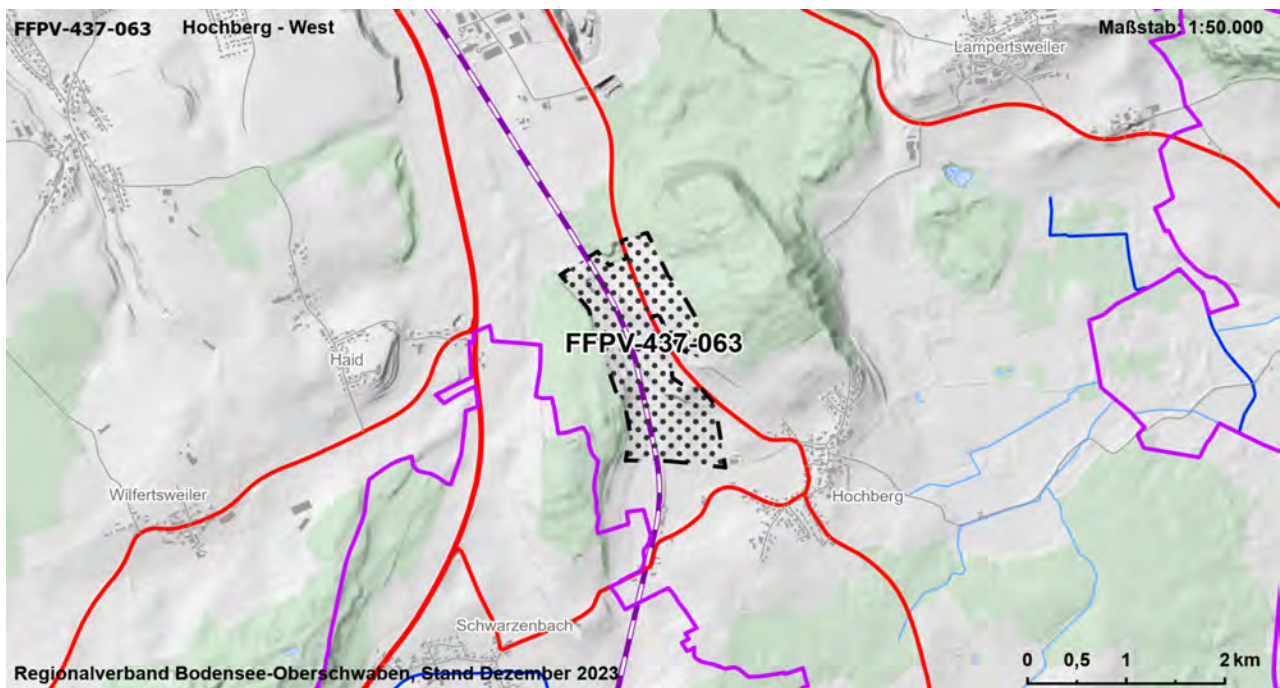 FFPV-437-063 Hochberg - West Maßstab: 1:50.000
Lampertsweiler
FFPV-437-063
Haid
Wilfertsweiler
Hochberg
Schwarzenbach
0 0,5 1 2 km
Regionalverband Bodensee-Oberschwaben, Stand Dezember 2023